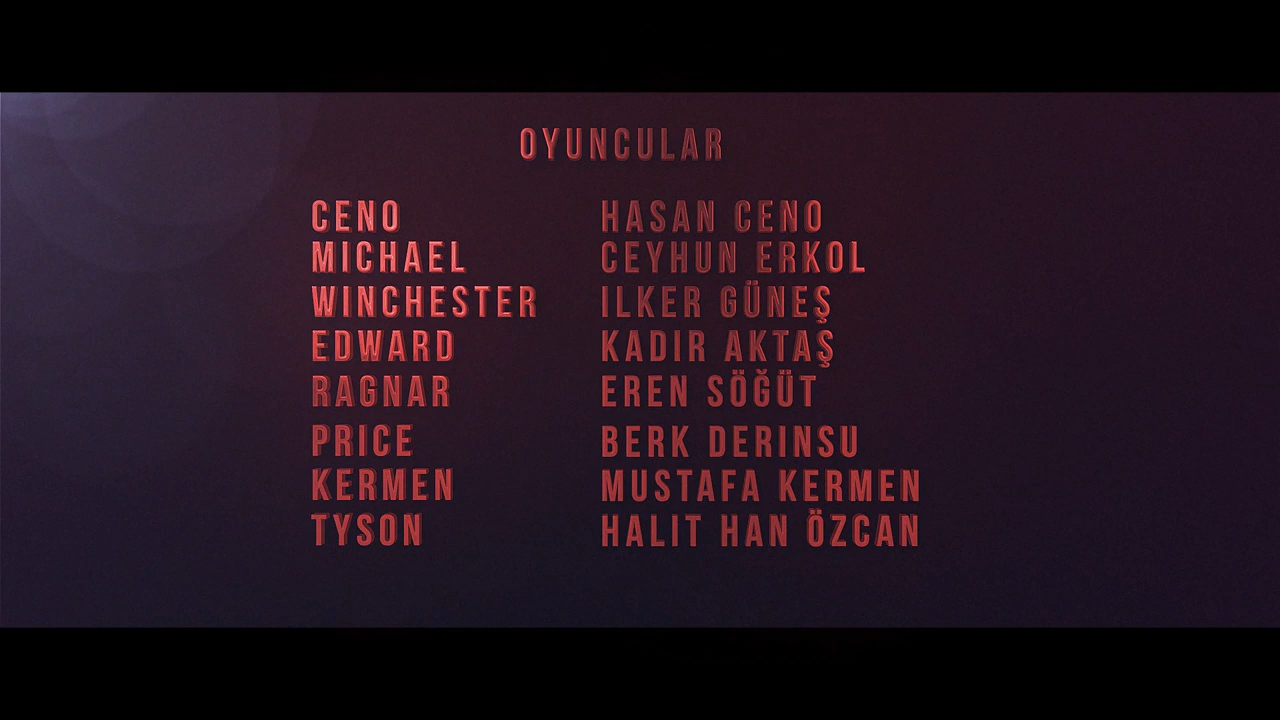 OYUNCULAR
CENO HASAN CENO
MICHAEL CEYHUN ERKOL
WINCHESTER ILKER GÜNEŞ
EDWARD KADIR AKTAŞ
RAGNAR EREN SÖĞÜT
PRICE BERK DERINSU
KERMEN MUSTAFA KERMEN
TYSON HALIT HAN ÖZCAN